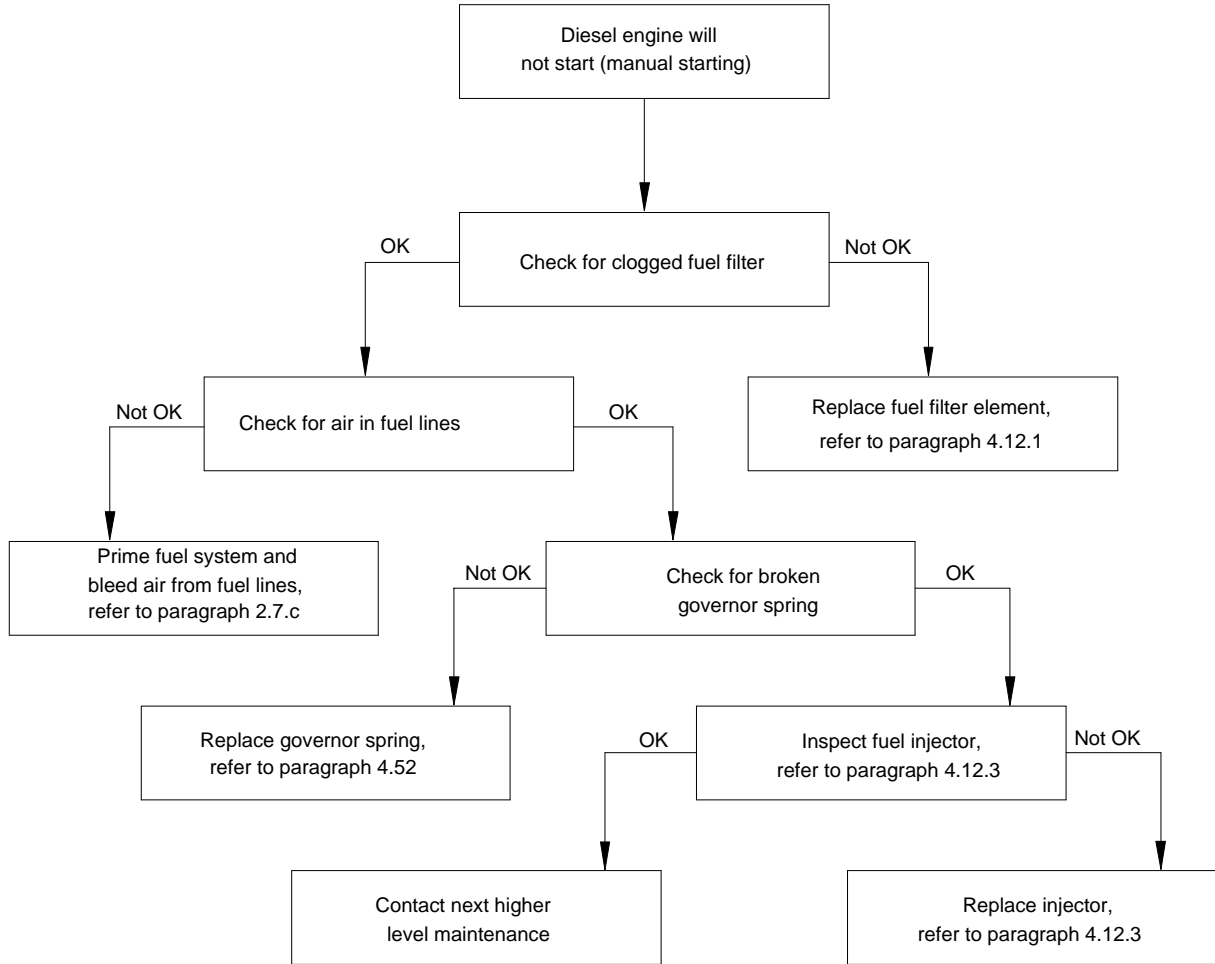 Diesel engine will
not start (manual starting)
OK
Check for clogged fuel filter
Not OK
Not OK
Check for air in fuel lines
OK
Replace fuel filter element,
refer to paragraph 4.12.1
Prime fuel system and
bleed air from fuel lines,
refer to paragraph 2.7.c
Not OK
Check for broken
governor spring
OK
Replace governor spring,
refer to paragraph 4.52
OK
Inspect fuel injector,
refer to paragraph 4.12.3
Not OK
Contact next higher
level maintenance
Replace injector,
refer to paragraph 4.12.3